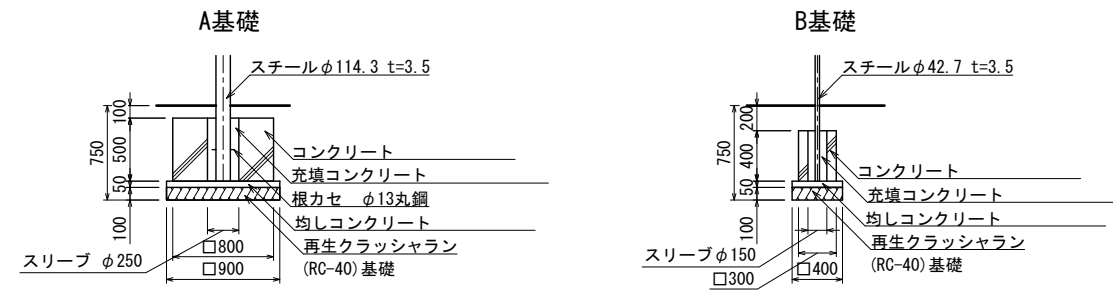 A基礎
スチールφ114.3 t=3.5
100
750
500
50
100
コンクリート
充填コンクリート
根カセ φ13丸鋼
均しコンクリート
再生クラッシャラン
(RC-40)基礎
□800
スリーブ φ250
□900
B基礎
スチールφ42.7 t=3.5
200
750
400
50
100
コンクリート
充填コンクリート
均しコンクリート
再生クラッシャラン
(RC-40)基礎
スリーブφ150
□300
□400